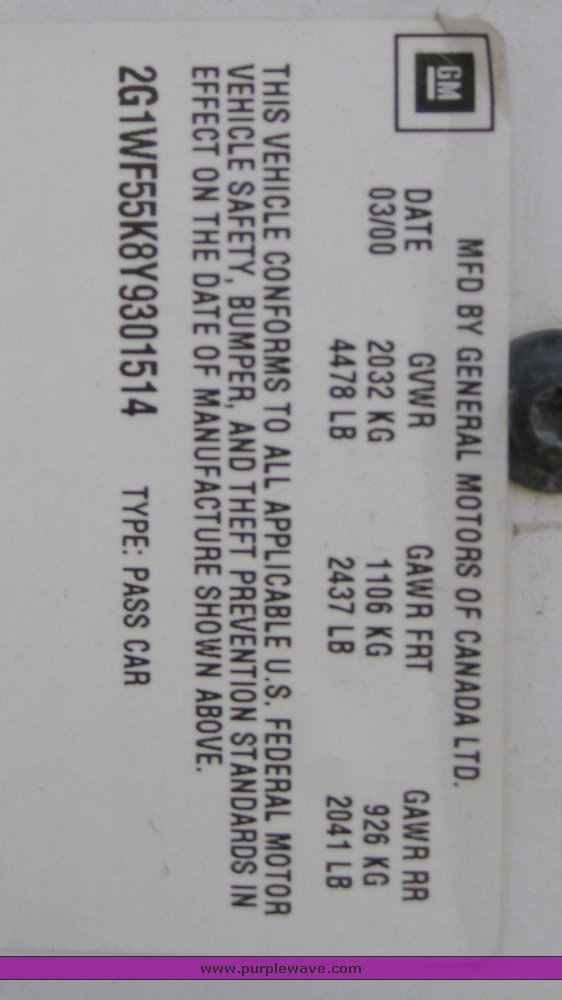 GM
MFD BY GENERAL MOTORS OF CANADA LTD.
DATE GVWR GAWR FRT GAWR RR
03/00 2032 KG 1106 KG 926 KG
4478 LB 2437 LB 2041 LB
THIS VEHICLE CONFORMS TO ALL APPLICABLE U.S. FEDERAL MOTOR
VEHICLE SAFETY, BUMPER, AND THEFT PREVENTION STANDARDS IN
EFFECT ON THE DATE OF MANUFACTURE SHOWN ABOVE.
2G1WF55K8Y9301514 TYPE: PASS CAR
www.purplewave.com